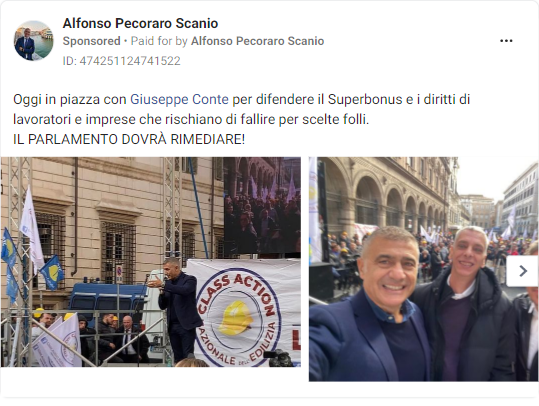 Alfonso Pecoraro Scanio
Sponsored • Paid for by Alfonso Pecoraro Scanio
ID: 474251124741522
Oggi in piazza con Giuseppe Conte per difendere il Superbonus e i diritti di
lavoratori e imprese che rischiano di fallire per scelte folli.
IL PARLAMENTO DOVRÀ RIMEDIARE!
CLASS ACTION
NAZIONALE DELL'EDILIZIA